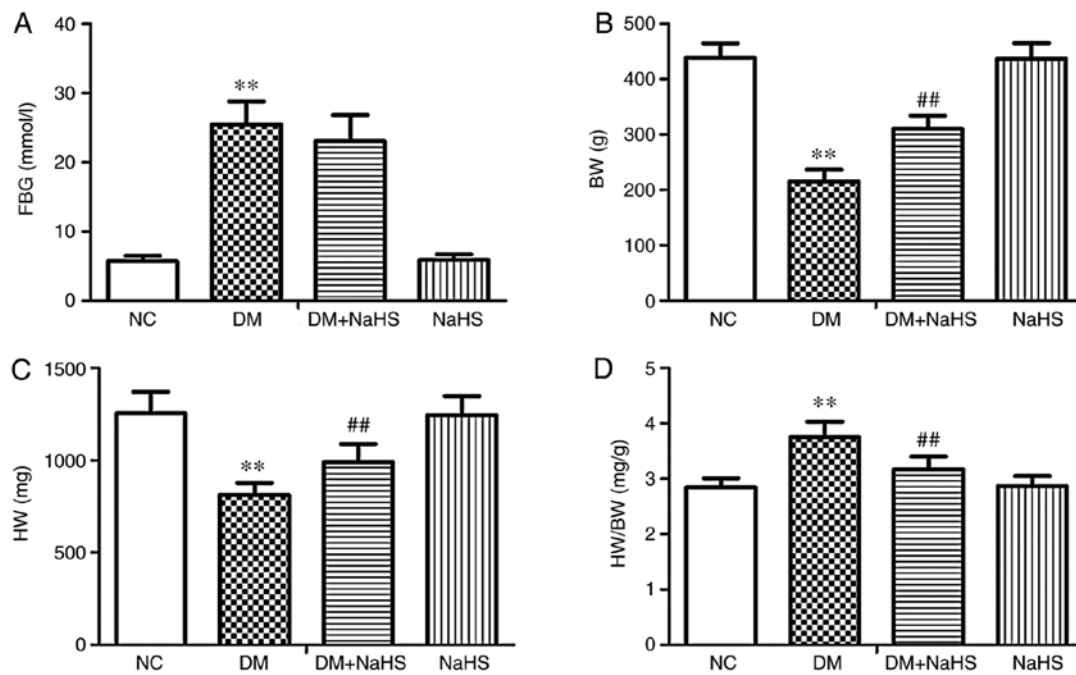 A
FBG (mmol/l)
40
30
20
10
0
**
NC DM DM+NaHS NaHS
B
BW (g)
500
400
300
200
100
0
**
##
NC DM DM+NaHS NaHS
C
HW (mg)
1500
1000
500
0
**
##
NC DM DM+NaHS NaHS
D
HW/BW (mg/g)
5
4
3
2
1
0
**
##
NC DM DM+NaHS NaHS